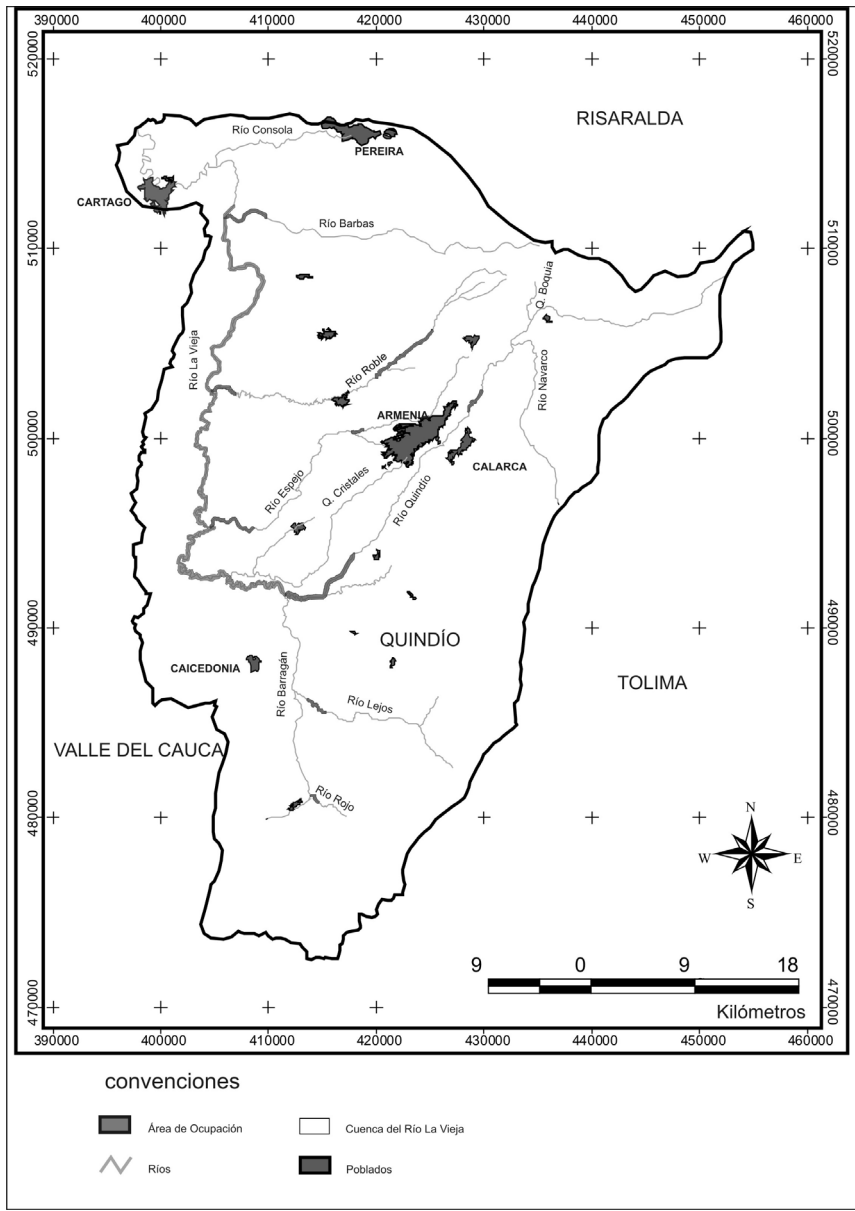 390000 400000 410000 420000 430000 440000 450000 460000
520000 520000
RISARALDA
Río Consola
PEREIRA
CARTAGO
Río Barbas
510000 510000
Q. Boquia
Río La Vieja
Río Roble
Río Navarco
ARMENIA
500000 500000
CALARCA
Q. Cristales
Río Espejo
Río Quindío
490000 490000
QUINDÍO
CAICEDONIA
Río Barragán
TOLIMA
Río Lejos
VALLE DEL CAUCA
Río Rojo
480000 480000
N
W E
S
9 0 9 18
Kilómetros
470000 470000
390000 400000 410000 420000 430000 440000 450000 460000
convenciones
Área de Ocupación
Cuenca del Río La Vieja
Ríos
Poblados